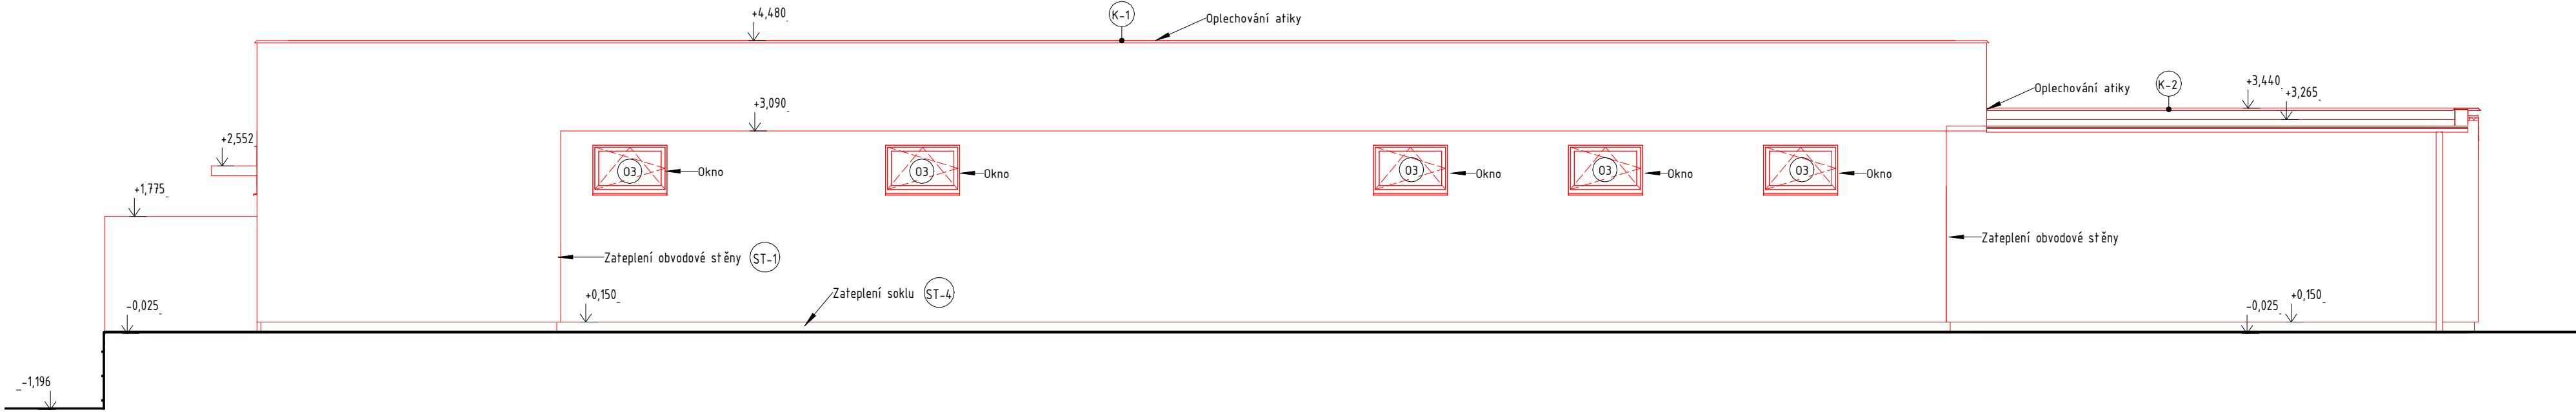 +4,480
K-1
Oplechování atiky
Oplechování atiky
K-2
+3,440
+3,265
+3,090
+2,552
+1,775
03
Okno
03
Okno
03
Okno
03
Okno
03
Okno
Zateplení obvodové stěny
ST-1
Zateplení obvodové stěny
-0,025
+0,150
Zateplení soklu
ST-4
-0,025
+0,150
-1,196